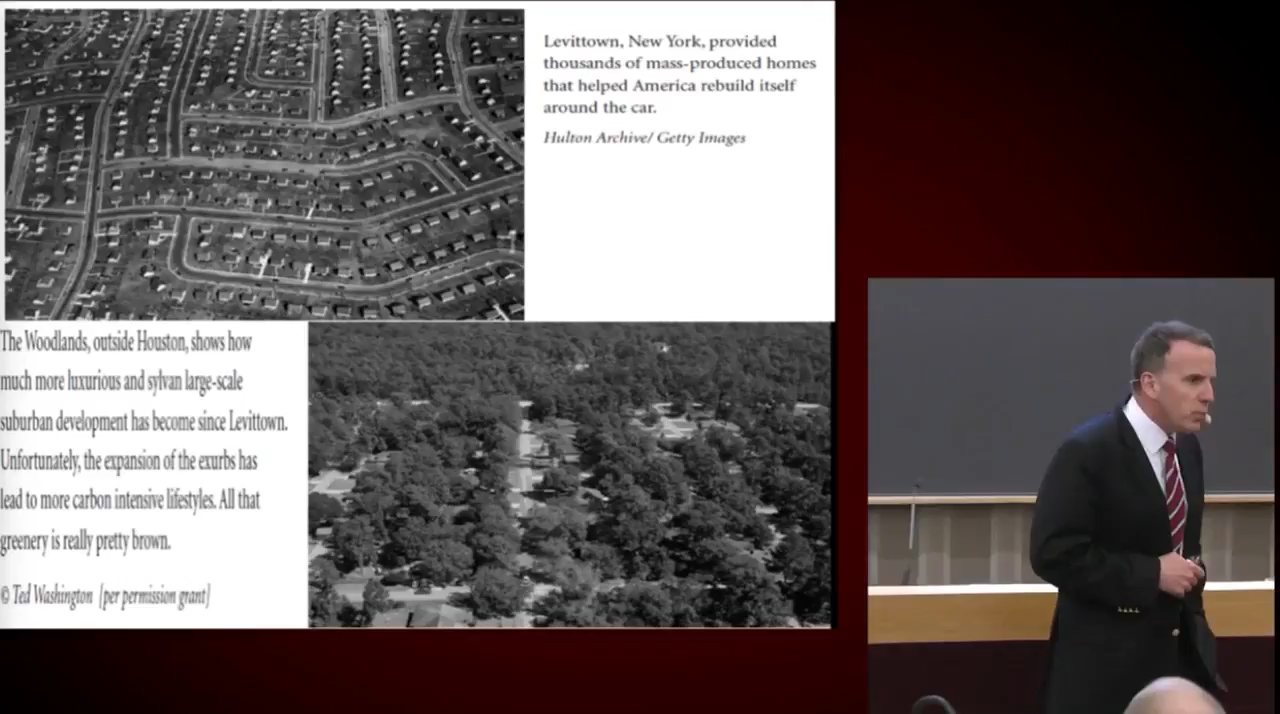 Levittown, New York, provided
thousands of mass-produced homes
that helped America rebuild itself
around the car.
Hulton Archive/ Getty Images
The Woodlands, outside Houston, shows how
much more luxurious and sylvan large-scale
suburban development has become since Levittown.
Unfortunately, the expansion of the exurbs has
lead to more carbon intensive lifestyles. All that
greenery is really pretty brown.
© Ted Washington [per permission grant]